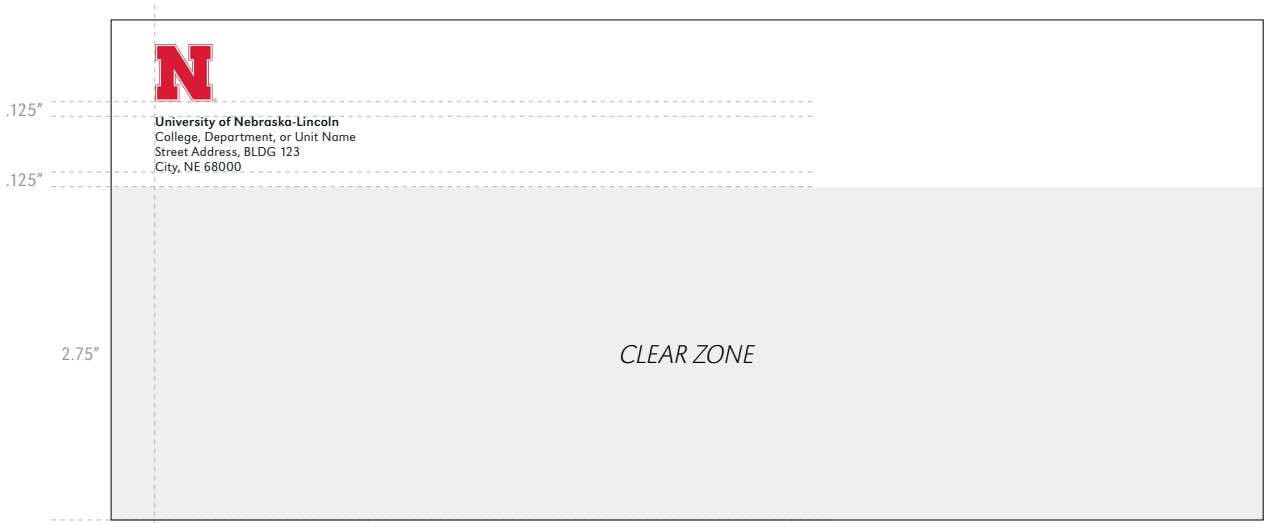 N
.125”
University of Nebraska-Lincoln
College, Department, or Unit Name
Street Address, BLDG 123
City, NE 68000
.125”
2.75”
CLEAR ZONE